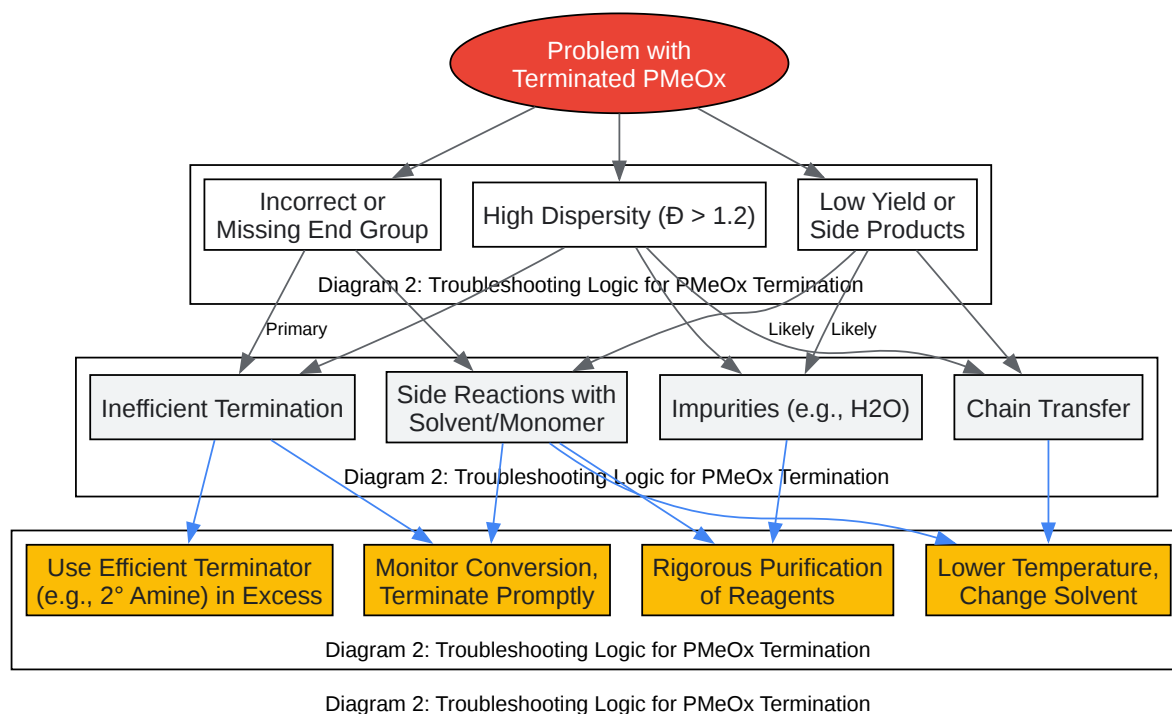 Problem with
Terminated PMeOx
Incorrect or
Missing End Group
High Dispersity (Đ > 1.2)
Low Yield or
Side Products
Diagram 2: Troubleshooting Logic for PMeOx Termination
Primary
Likely
Likely
Inefficient Termination
Side Reactions with
Solvent/Monomer
Impurities (e.g., H2O)
Chain Transfer
Diagram 2: Troubleshooting Logic for PMeOx Termination
Use Efficient Terminator
(e.g., 2° Amine) in Excess
Monitor Conversion,
Terminate Promptly
Rigorous Purification
of Reagents
Lower Temperature,
Change Solvent
Diagram 2: Troubleshooting Logic for PMeOx Termination
Diagram 2: Troubleshooting Logic for PMeOx Termination